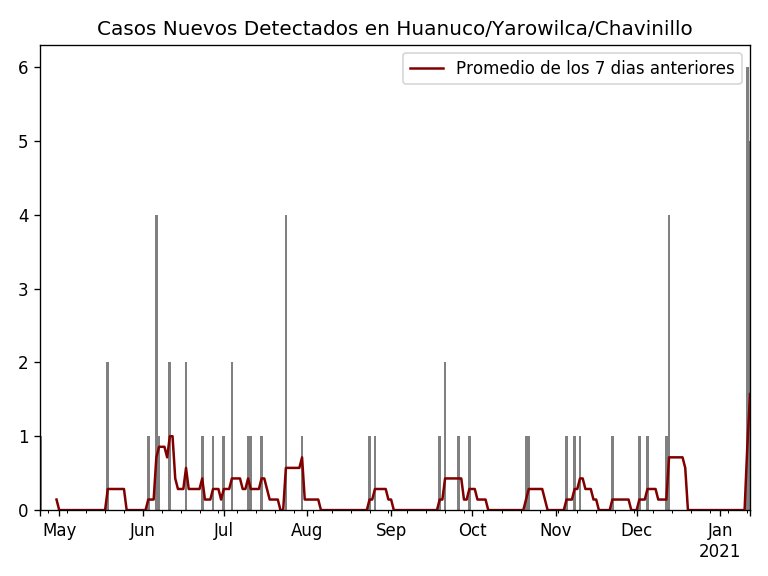 Casos Nuevos Detectados en Huanuco/Yarowilca/Chavinillo
Promedio de los 7 dias anteriores
6
5
4
3
2
1
0
May Jun Jul Aug Sep Oct Nov Dec Jan
2021